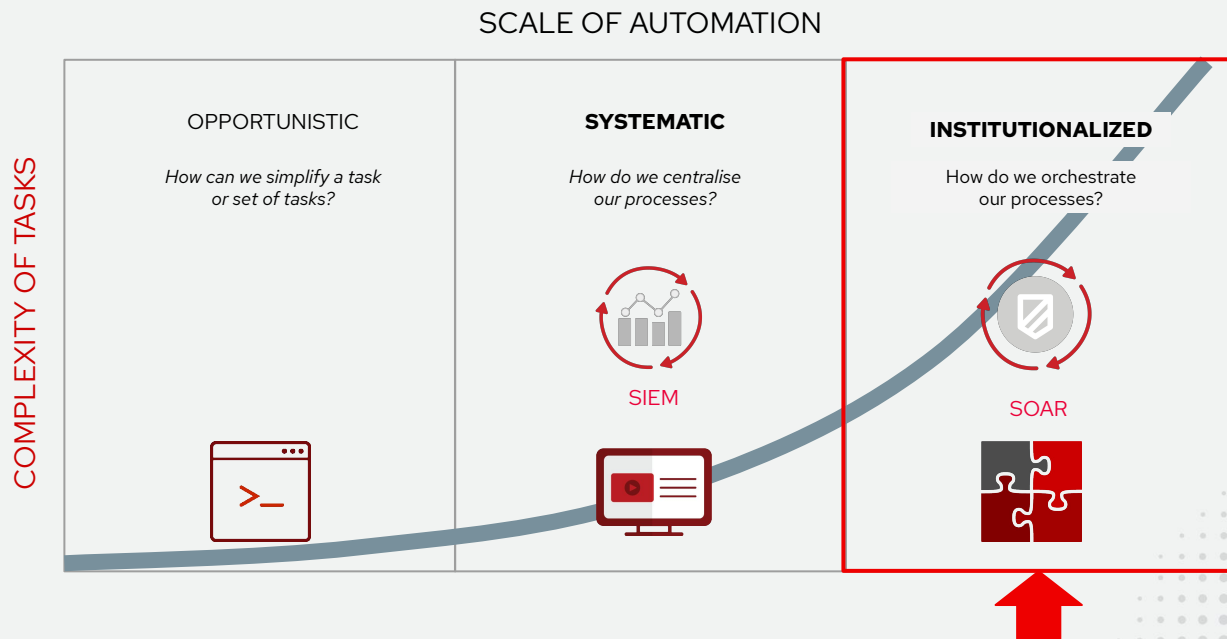 SCALE OF AUTOMATION
COMPLEXITY OF TASKS
OPPORTUNISTIC
How can we simplify a task
or set of tasks?
>_
SYSTEMATIC
How do we centralise
our processes?
SIEM
INSTITUTIONALIZED
How do we orchestrate
our processes?
SOAR